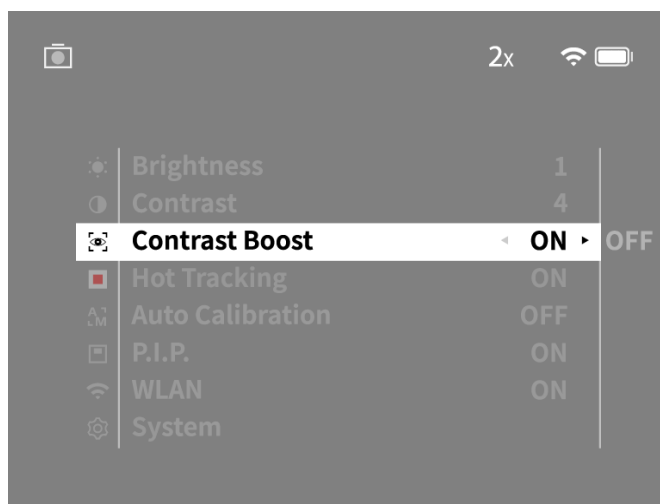 2x
Brightness 1
Contrast 4
Contrast Boost ON OFF
Hot Tracking ON
Auto Calibration OFF
P.I.P. ON
WLAN ON
System